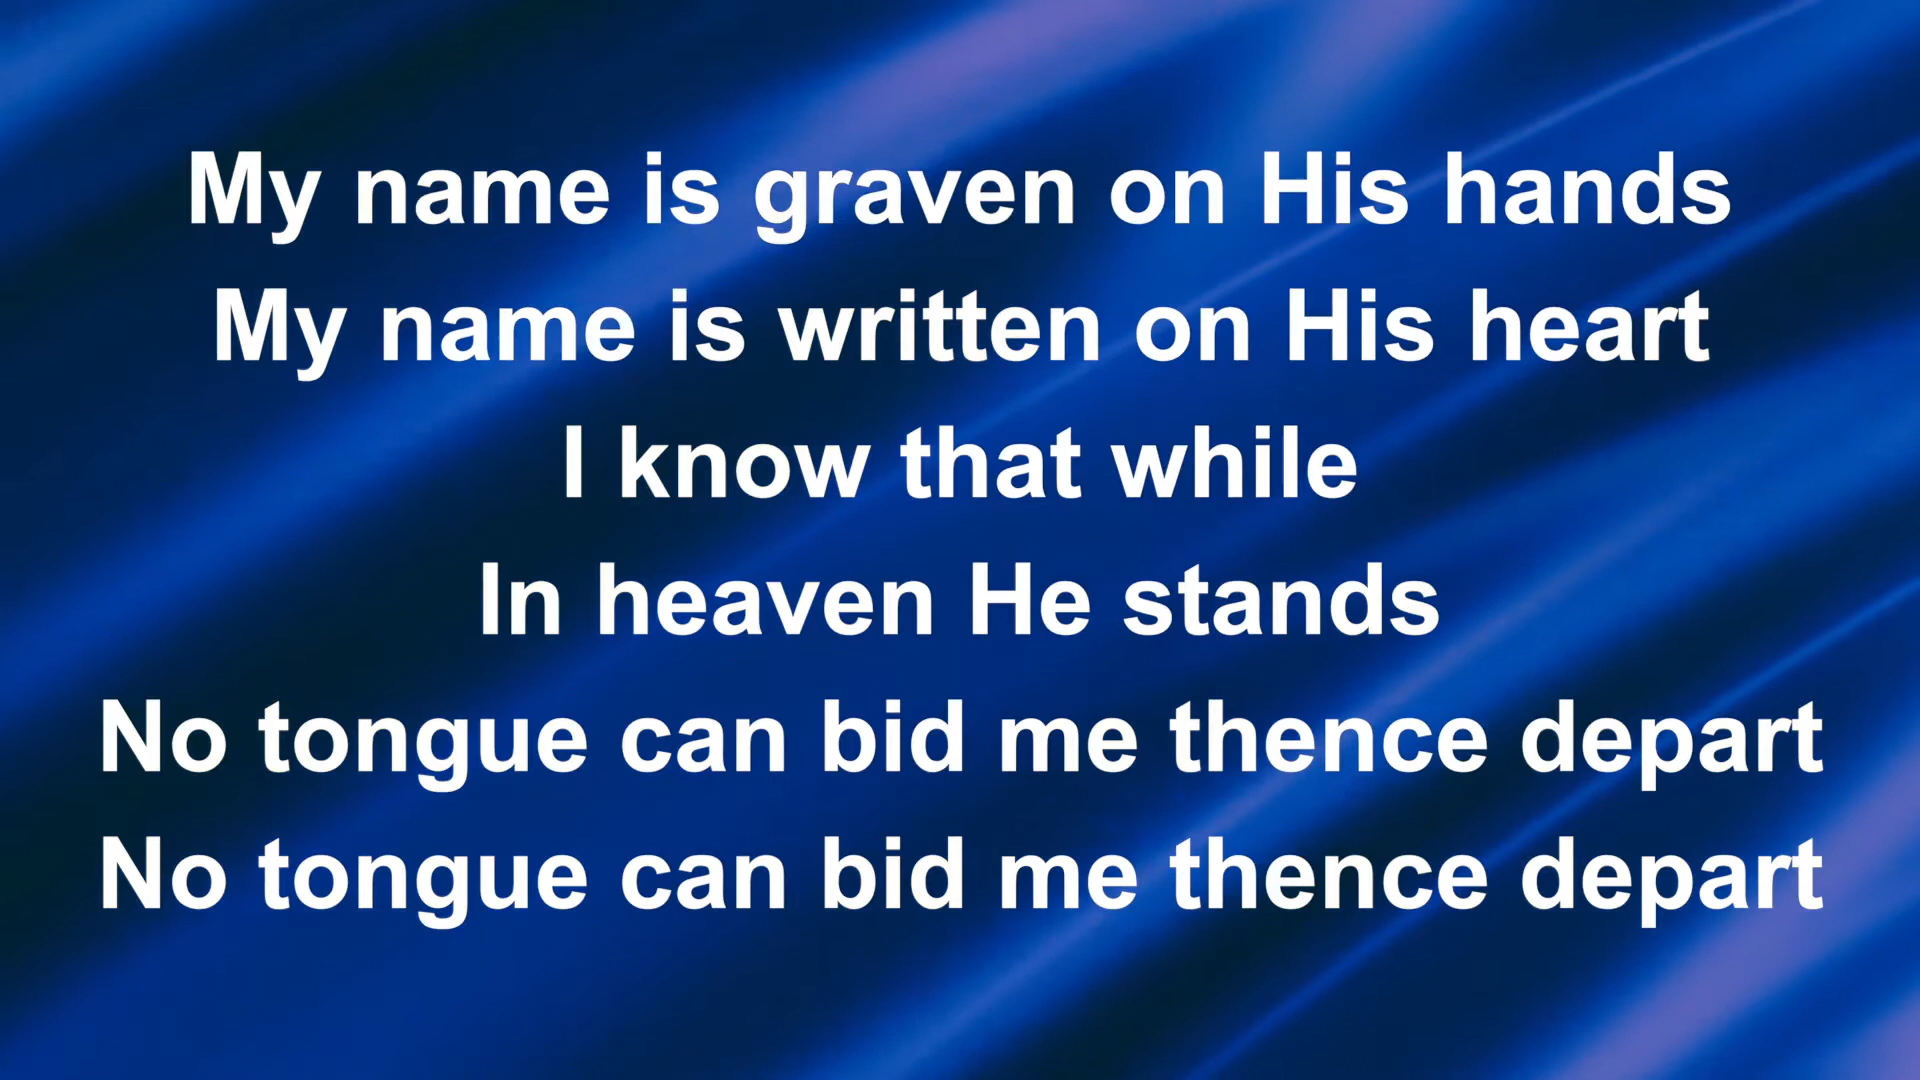 My name is graven on His hands
My name is written on His heart
I know that while
In heaven He stands
No tongue can bid me thence depart
No tongue can bid me thence depart